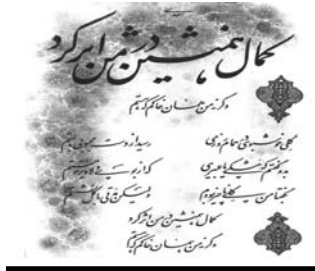 کمال همنشین در من اثر کرد
وگرنه من همان خاکم که هستم
گلی خوشبوی در حمام روزی
رسید از دست محبوبی به دستم
بدو گفتم که مشکی یا عبیری
که از بوی دلاویز تو مستم
بگفتا من گلی ناچیز بودم
ولیکن مدتی با گل نشستم
کمال همنشین در من اثر کرد
وگرنه من همان خاکم که هستم